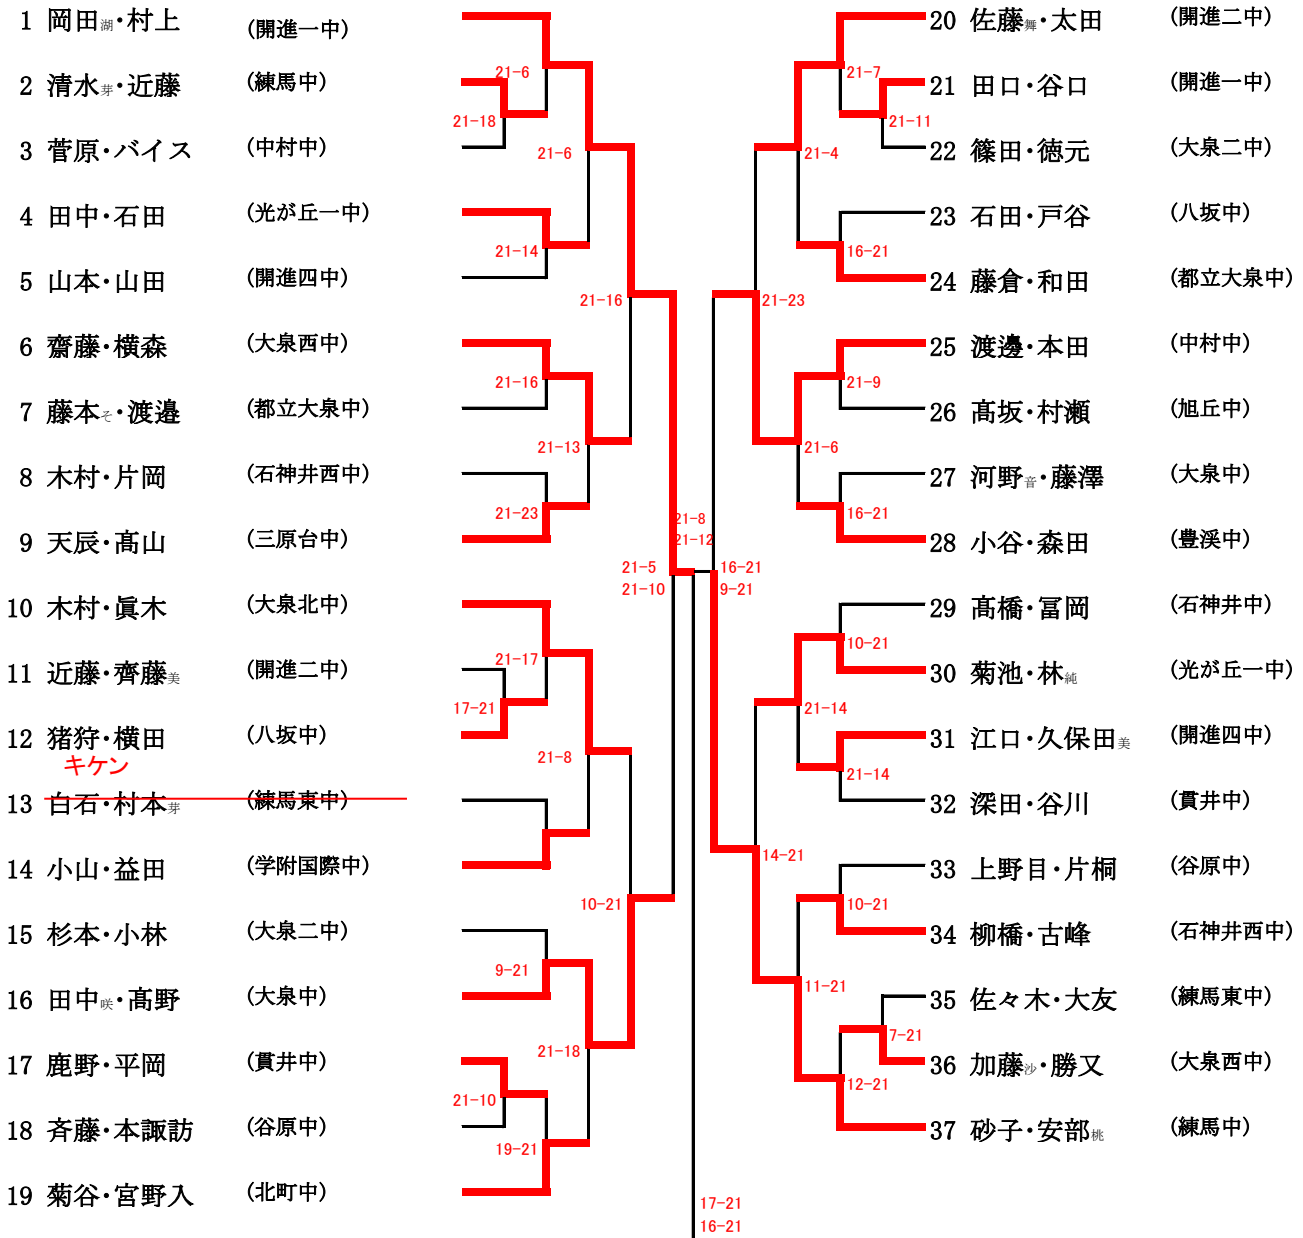 1 岡田湖・村上 (開進一中)
2 清水芽・近藤 (練馬中)
3 菅原・バイス (中村中)
4 田中・石田 (光が丘一中)
5 山本・山田 (開進四中)
6 齋藤・横森 (大泉西中)
7 藤本そ・渡邉 (都立大泉中)
8 木村・片岡 (石神井西中)
9 天辰・髙山 (三原台中)
10 木村・眞木 (大泉北中)
11 近藤・齊藤美 (開進二中)
12 猪狩・横田 (八坂中)
キケン
13 白石・村本芽 (練馬東中)
14 小山・益田 (学附国際中)
15 杉本・小林 (大泉二中)
16 田中咲・髙野 (大泉中)
17 鹿野・平岡 (貫井中)
18 斉藤・本諏訪 (谷原中)
19 菊谷・宮野入 (北町中)
21-6
21-18
21-6
21-14
21-16
21-16
21-13
21-23
21-17
17-21
21-8
10-21
9-21
21-18
21-10
19-21
21-5
21-10
21-8
21-12
16-21
9-21
17-21
16-21
21-7
21-11
21-4
16-21
21-23
21-9
21-6
16-21
10-21
21-14
21-14
14-21
10-21
11-21
7-21
12-21
20 佐藤舞・太田 (開進二中)
21 田口・谷口 (開進一中)
22 篠田・徳元 (大泉二中)
23 石田・戸谷 (八坂中)
24 藤倉・和田 (都立大泉中)
25 渡邊・本田 (中村中)
26 髙坂・村瀬 (旭丘中)
27 河野音・藤澤 (大泉中)
28 小谷・森田 (豊渓中)
29 髙橋・冨岡 (石神井中)
30 菊池・林純 (光が丘一中)
31 江口・久保田美 (開進四中)
32 深田・谷川 (貫井中)
33 上野目・片桐 (谷原中)
34 柳橋・古峰 (石神井西中)
35 佐々木・大友 (練馬東中)
36 加藤沙・勝又 (大泉西中)
37 砂子・安部桃 (練馬中)